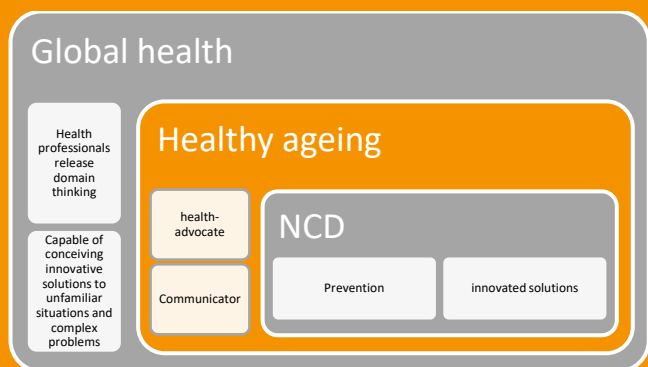 Global health
Health
professionals
release
domain
thinking
Capable of
conceiving
innovative
solutions to
unfamiliar
situations and
complex
problems
Healthy ageing
health-
advocate
Communicator
NCD
Prevention
innovated solutions